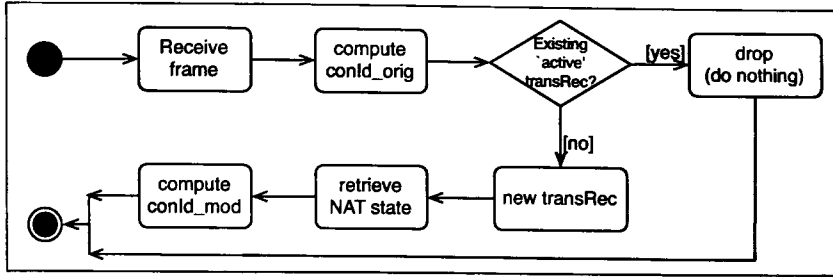 Receive
frame
compute
conId_orig
Existing
`active'
transRec?
[yes]
drop
(do nothing)
[no]
compute
conId_mod
retrieve
NAT state
new transRec